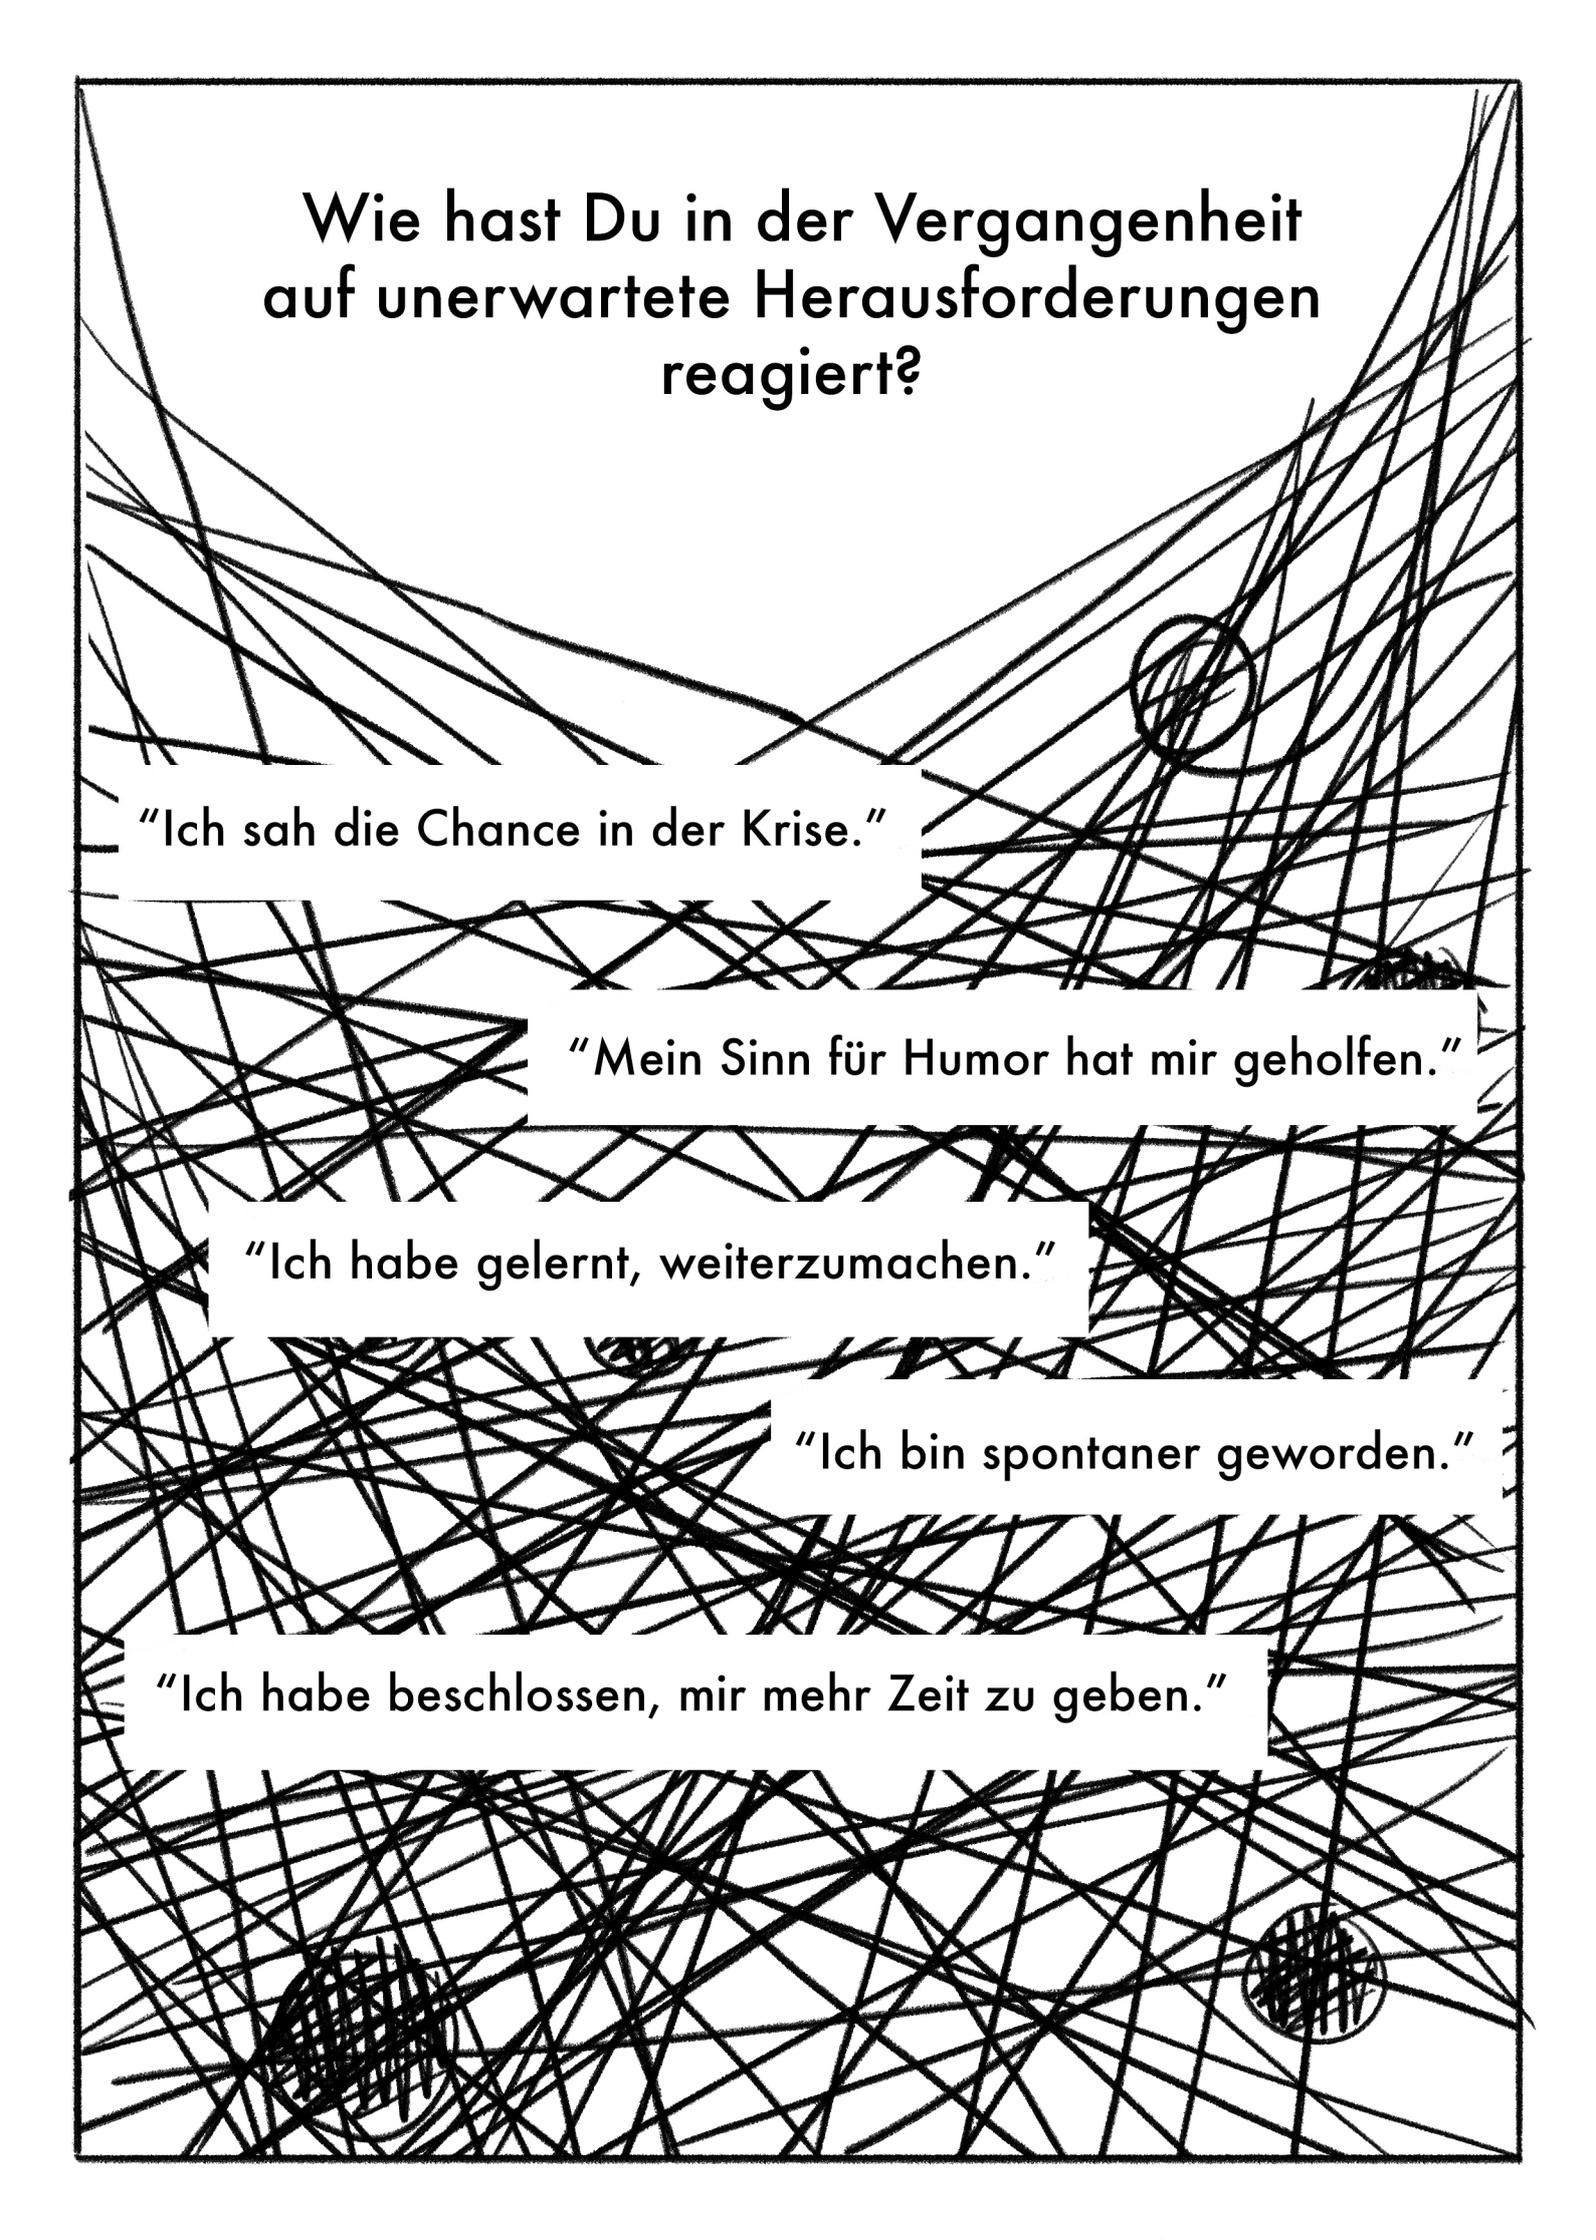 Wie hast Du in der Vergangenheit
auf unerwartete Herausforderungen
reagiert?
“Ich sah die Chance in der Krise.”
“Mein Sinn für Humor hat mir geholfen.”
“Ich habe gelernt, weiterzumachen.”
“Ich bin spontaner geworden.”
“Ich habe beschlossen, mir mehr Zeit zu geben.”